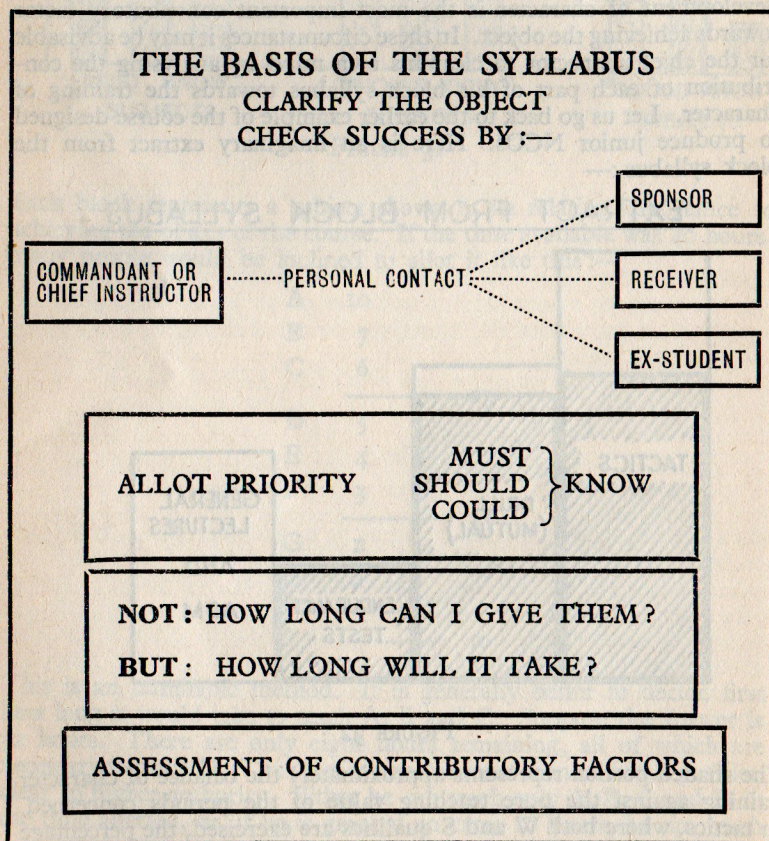 THE BASIS OF THE SYLLABUS
CLARIFY THE OBJECT
CHECK SUCCESS BY:—
SPONSOR
COMMANDANT OR
CHIEF INSTRUCTOR
PERSONAL CONTACT
RECEIVER
EX-STUDENT
ALLOT PRIORITY
MUST
SHOULD
COULD
KNOW
NOT: HOW LONG CAN I GIVE THEM?
BUT: HOW LONG WILL IT TAKE?
ASSESSMENT OF CONTRIBUTORY FACTORS